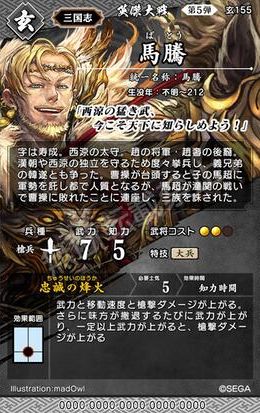 玄
三国志
英傑大戦
第5弾
玄155
ばとう
馬騰
統一名称:馬騰
生没年:不明~212
「西涼の猛き武、
今こそ天下に知らしめよう!」
字は寿成。西涼の太守。趙の将軍・趙奢の後裔。
漢朝や西涼の独立を守るため度々挙兵し、義兄弟
の韓遂とも争った。曹操が台頭すると子の馬超に
軍勢を託し都で人質となるが、馬超が潼関の戦い
で曹操に敗れたことに連座し、三族を誅された。
兵種 武力 知力
槍兵 7 5
武将コスト
特技 大兵
ちゅうせいのほうか
忠誠の烽火
必要士気
5
効果時間
知力時間
効果範囲
武力と移動速度と槍撃ダメージが上がる。
さらに味方が撤退するたびに武力が上が
り、一定以上武力が上がると、槍撃ダメー
ジが上がる
Illustration:madOwl
©SEGA
0000-0000-0000-0000-0000